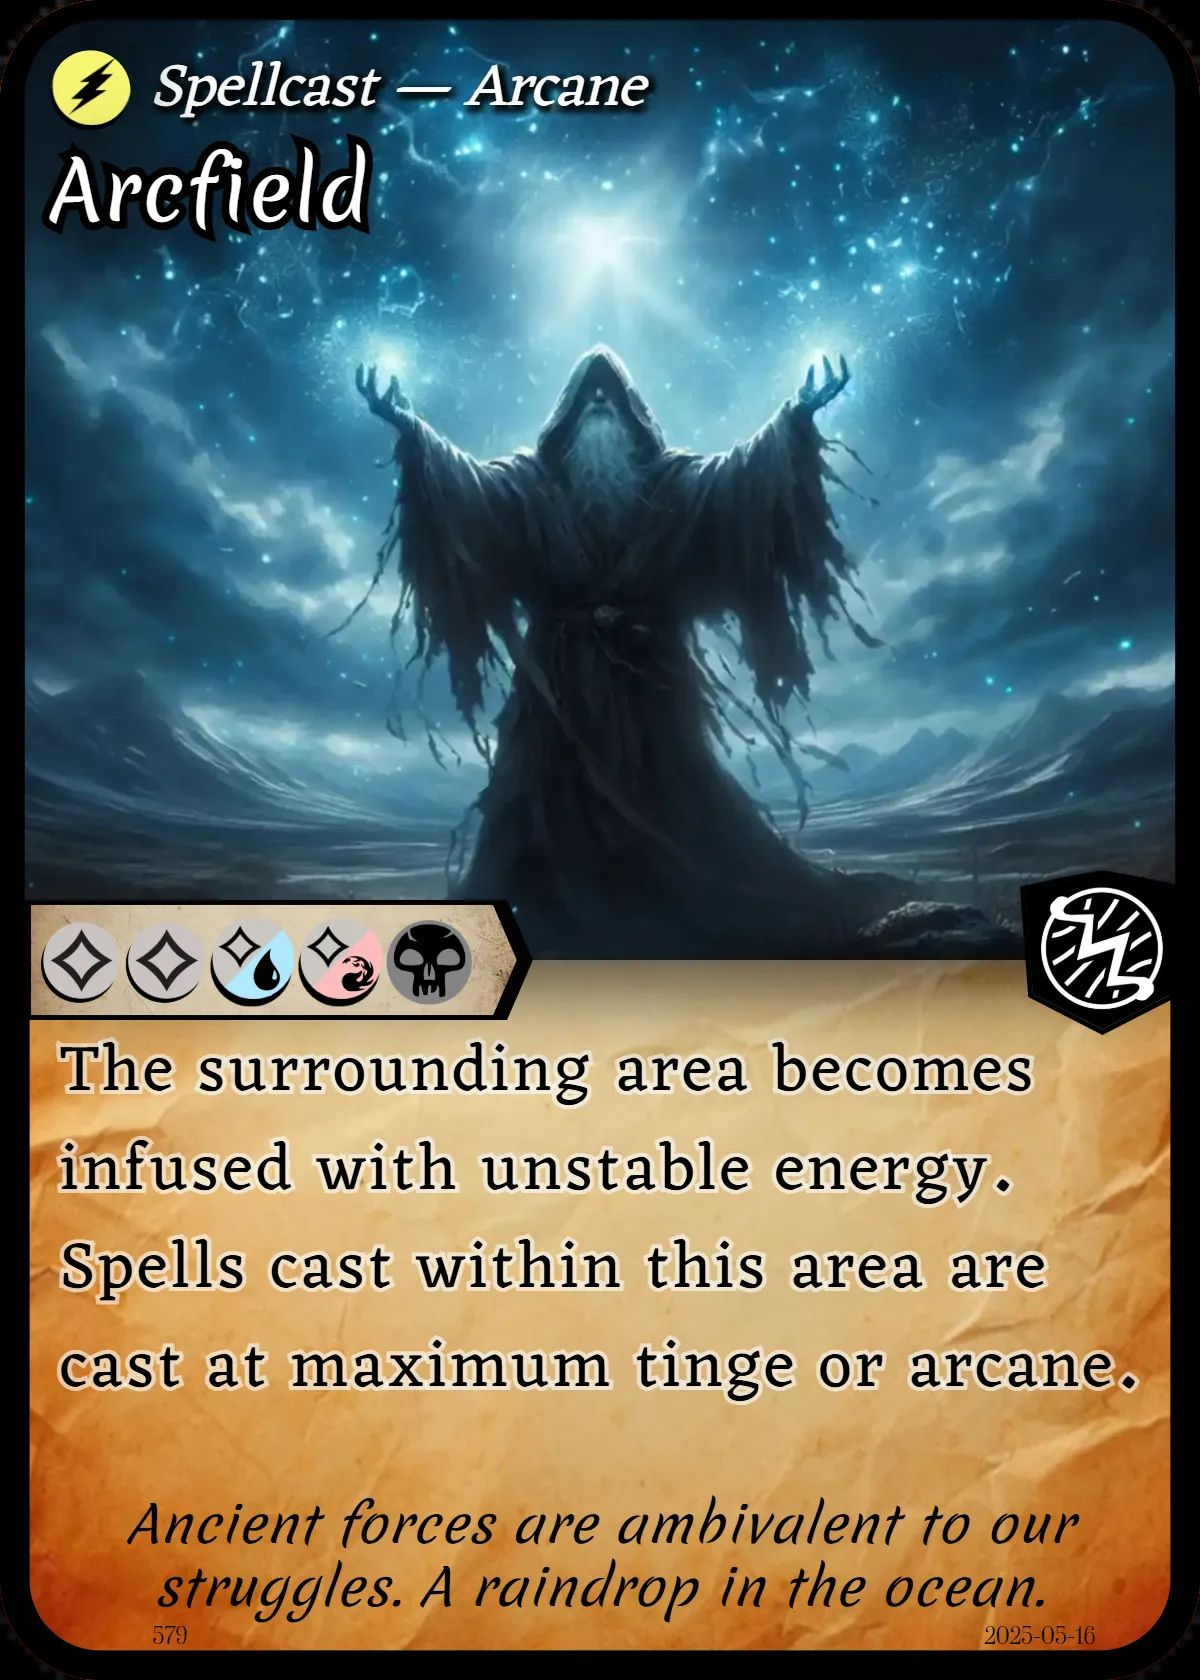 Spellcast — Arcane
Arcfield
The surrounding area becomes
infused with unstable energy.
Spells cast within this area are
cast at maximum tinge or arcane.
Ancient forces are ambivalent to our
struggles. A raindrop in the ocean.
579
2025-05-16